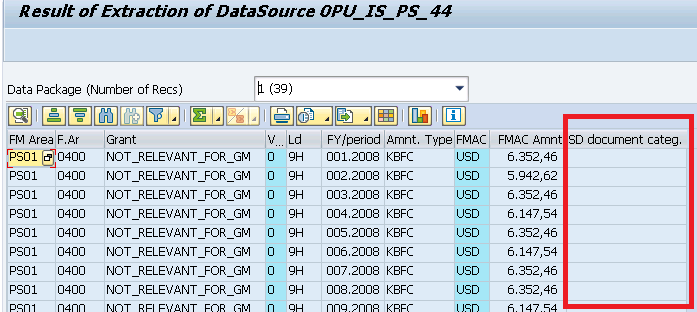 Result of Extraction of DataSource 0PU_IS_PS_44
Data Package (Number of Recs) 1 (39)
FM Area F.Ar Grant V... Ld FY/period Amnt. Type FMAC FMAC Amnt SD document categ.
PS01 0400 NOT_RELEVANT_FOR_GM 0 9H 001.2008 KBFC USD 6.352,46
PS01 0400 NOT_RELEVANT_FOR_GM 0 9H 002.2008 KBFC USD 5.942,62
PS01 0400 NOT_RELEVANT_FOR_GM 0 9H 003.2008 KBFC USD 6.352,46
PS01 0400 NOT_RELEVANT_FOR_GM 0 9H 004.2008 KBFC USD 6.147,54
PS01 0400 NOT_RELEVANT_FOR_GM 0 9H 005.2008 KBFC USD 6.352,46
PS01 0400 NOT_RELEVANT_FOR_GM 0 9H 006.2008 KBFC USD 6.147,54
PS01 0400 NOT_RELEVANT_FOR_GM 0 9H 007.2008 KBFC USD 6.352,46
PS01 0400 NOT_RELEVANT_FOR_GM 0 9H 008.2008 KBFC USD 6.352,46
PS01 0400 NOT_RELEVANT_FOR_GM 0 9H 009.2008 KBFC USD 6.147,54